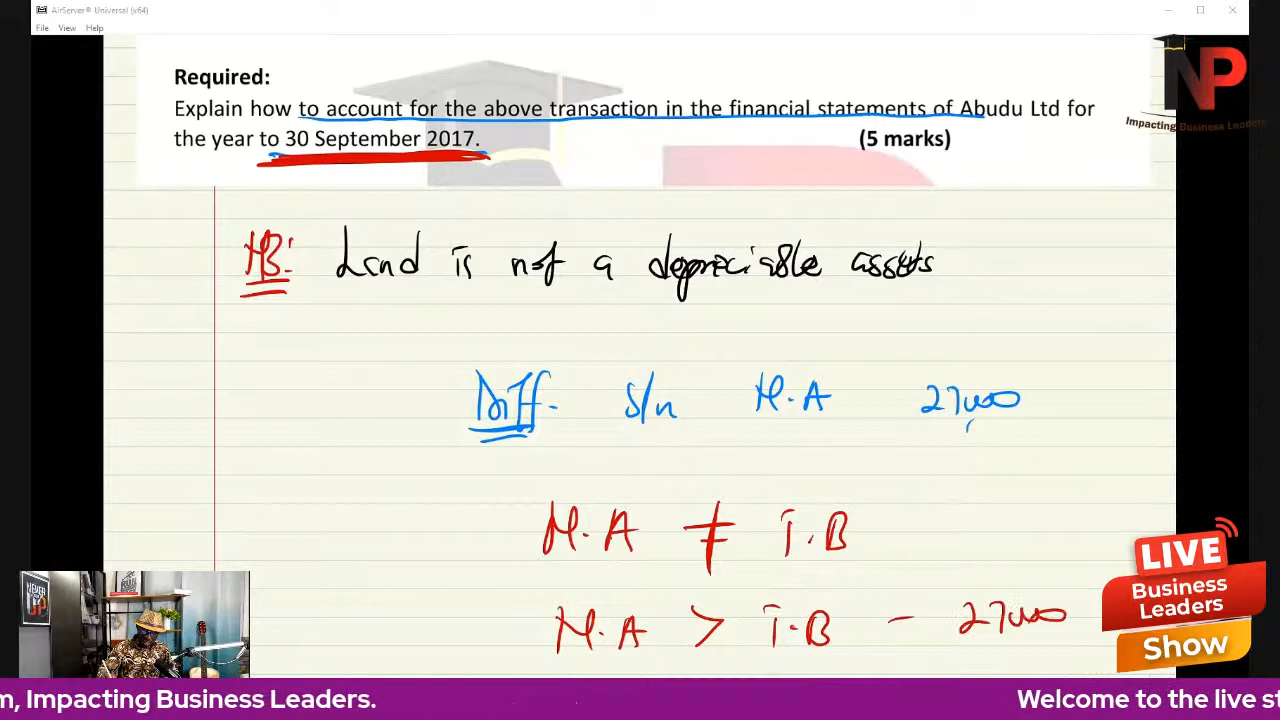 AirServer® Universal (x64)
File View Help
Required:
Explain how to account for the above transaction in the financial statements of Abudu Ltd for
the year to 30 September 2017. (5 marks)
NP
Impacting Business Leaders
NB: Land is not a depreciable assets
Diff. S/n N.A 27000
N.A ≠ T.B
N.A > T.B - 27000
LIVE
Business
Leaders
Show
m, Impacting Business Leaders. Welcome to the live st